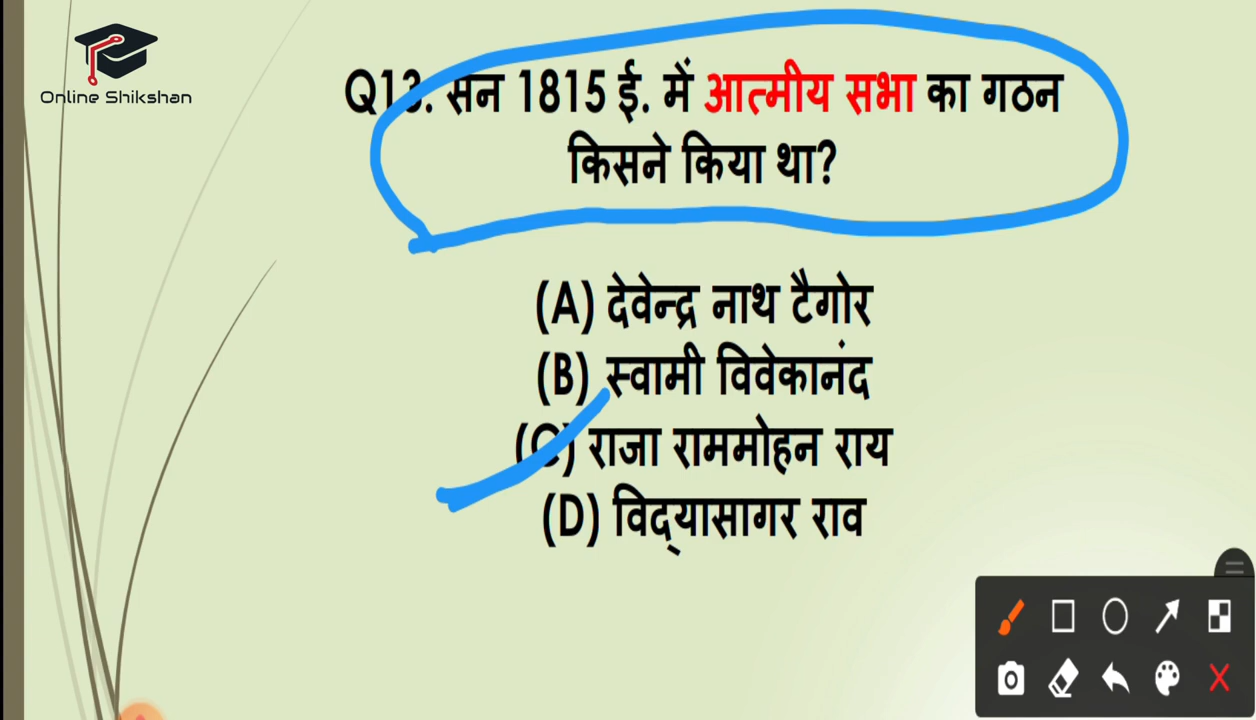 Online Shikshan
Q13. सन 1815 ई. में आत्मीय सभा का गठन
किसने किया था?
(A) देवेन्द्र नाथ टैगोर
(B) स्वामी विवेकानंद
(C) राजा राममोहन राय
(D) विद्‌यासागर राव